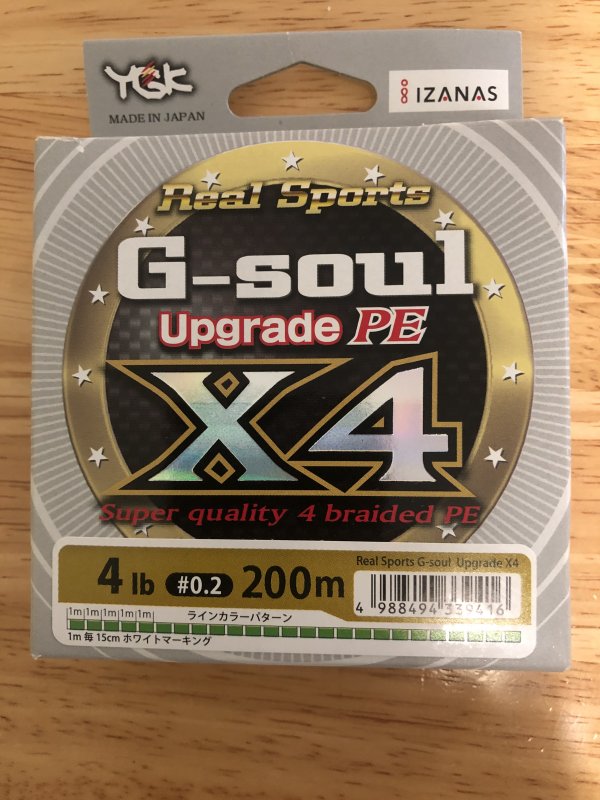 YGK
IZANAS
MADE IN JAPAN
Real Sports
G-soul
Upgrade PE
X4
Super quality 4 braided PE
4 lb #0.2 200m
Real Sports G-soul Upgrade X4
4 988494 339416
1m 1m 1m 1m 1m
ラインカラーパターン
1m 毎 15cm ホワイトマーキング